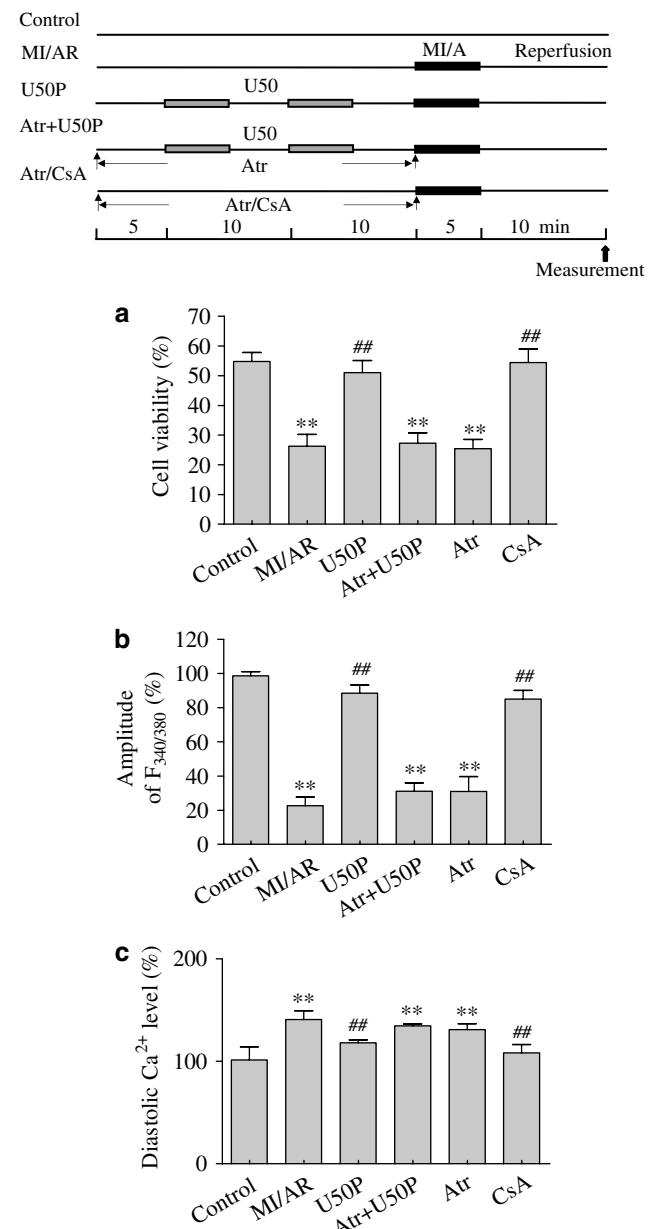 Control
MI/AR
MI/A Reperfusion
U50P
U50
Atr+U50P
U50
Atr
Atr/CsA
Atr/CsA
5 10 10 5 10 min
Measurement
a
Cell viability (%)
70
60
50
40
30
20
10
0
** ## ** ** ##
Control MI/AR U50P Atr+U50P Atr CsA
b
Amplitude
of F340/380 (%)
120
100
80
60
40
20
0
** ## ** ** ##
Control MI/AR U50P Atr+U50P Atr CsA
c
Diastolic Ca2+ level (%)
200
100
0
** ## ** ** ##
Control MI/AR U50P Atr+U50P Atr CsA